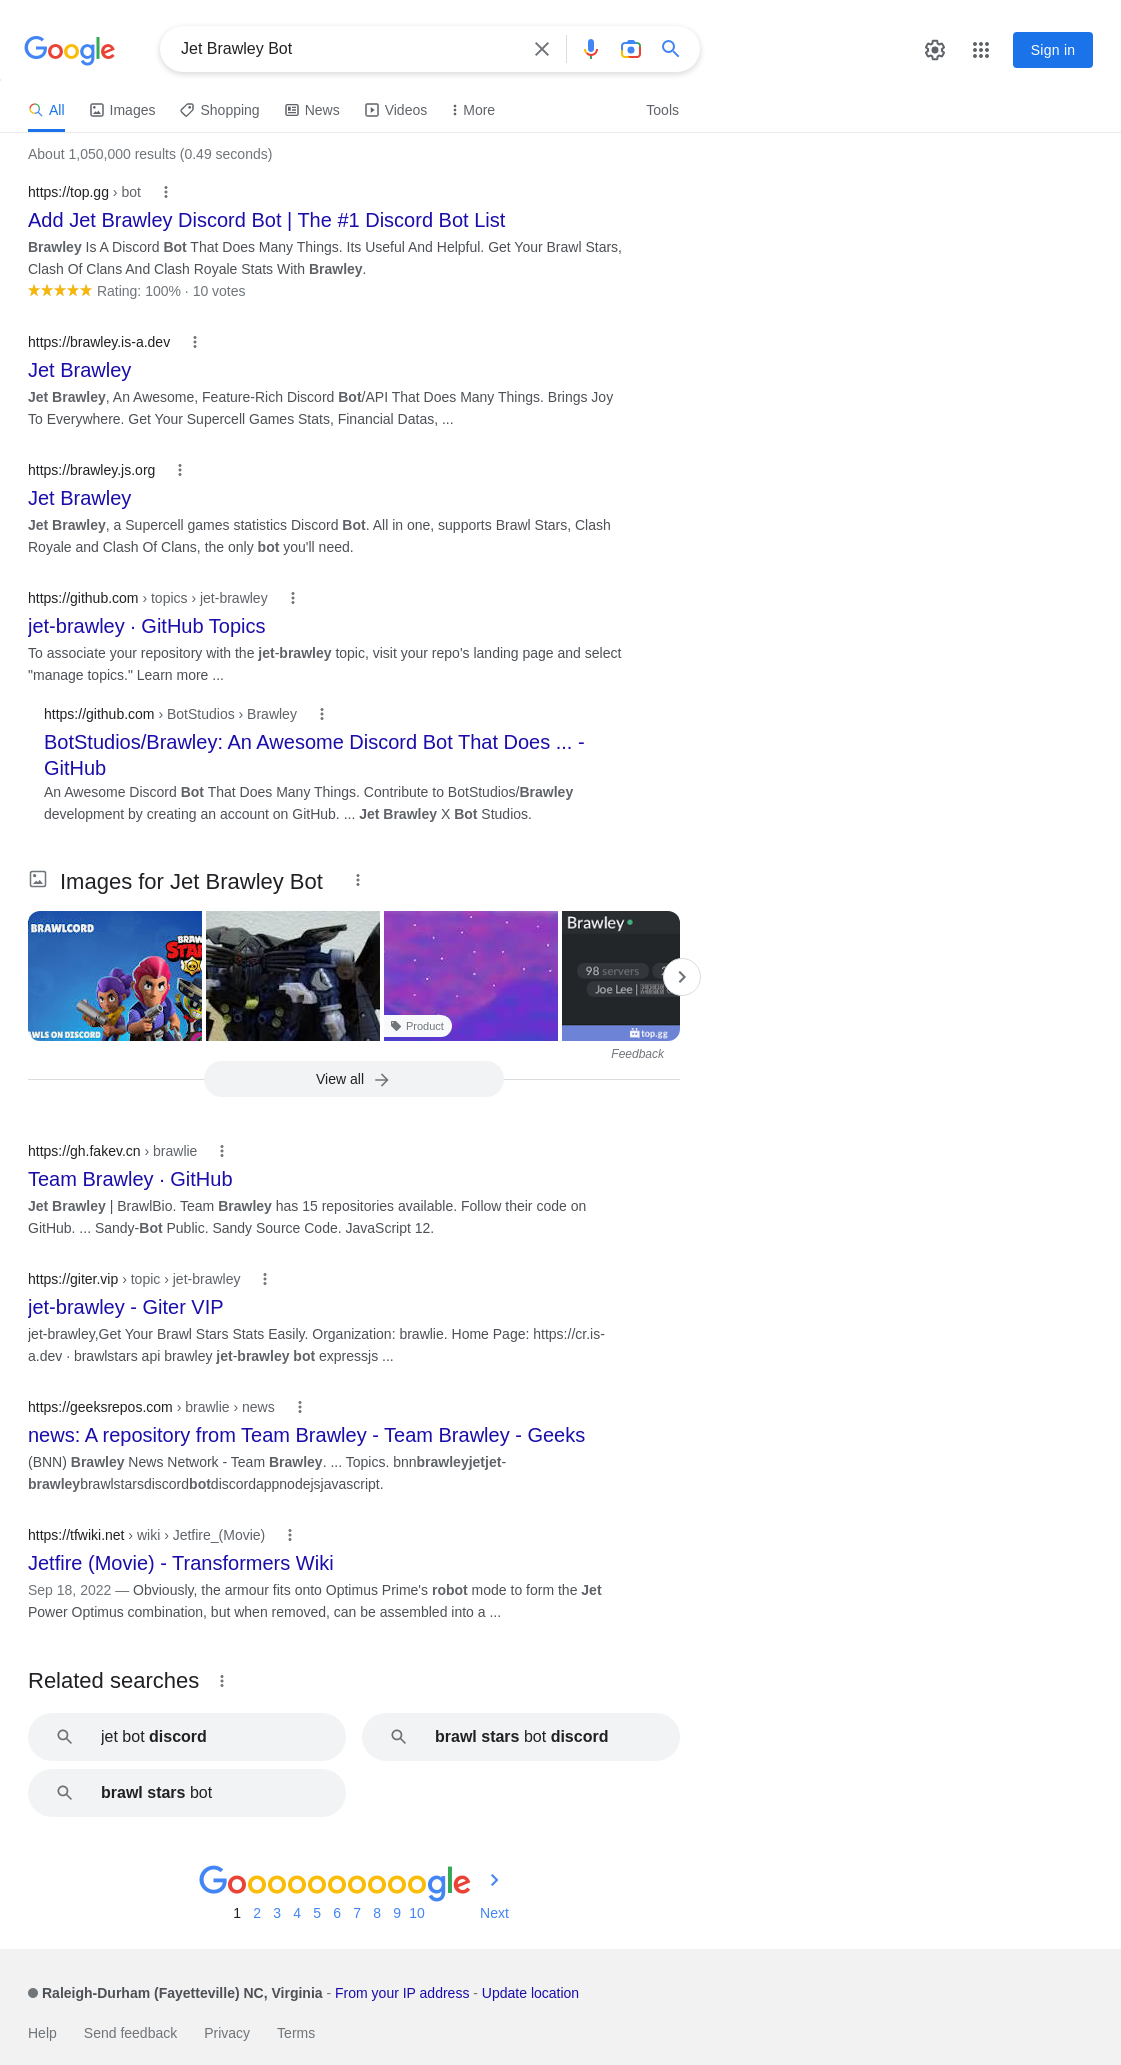 Google
Jet Brawley Bot
Sign in
All Images Shopping News Videos More Tools
About 1,050,000 results (0.49 seconds)
https://top.gg › bot
Add Jet Brawley Discord Bot | The #1 Discord Bot List
Brawley Is A Discord Bot That Does Many Things. Its Useful And Helpful. Get Your Brawl Stars,
Clash Of Clans And Clash Royale Stats With Brawley.
Rating: 100% · 10 votes
https://brawley.is-a.dev
Jet Brawley
Jet Brawley, An Awesome, Feature-Rich Discord Bot/API That Does Many Things. Brings Joy
To Everywhere. Get Your Supercell Games Stats, Financial Datas, ...
https://brawley.js.org
Jet Brawley
Jet Brawley, a Supercell games statistics Discord Bot. All in one, supports Brawl Stars, Clash
Royale and Clash Of Clans, the only bot you'll need.
https://github.com › topics › jet-brawley
jet-brawley · GitHub Topics
To associate your repository with the jet-brawley topic, visit your repo's landing page and select
"manage topics." Learn more ...
https://github.com › BotStudios › Brawley
BotStudios/Brawley: An Awesome Discord Bot That Does ... -
GitHub
An Awesome Discord Bot That Does Many Things. Contribute to BotStudios/Brawley
development by creating an account on GitHub. ... Jet Brawley X Bot Studios.
Images for Jet Brawley Bot
BRAWLCORD
BRAW
STA
AWLS ON DISCORD
Product
Brawley
98 servers
Joe Lee |
top.gg
Feedback
View all
https://gh.fakev.cn › brawlie
Team Brawley · GitHub
Jet Brawley | BrawlBio. Team Brawley has 15 repositories available. Follow their code on
GitHub. ... Sandy-Bot Public. Sandy Source Code. JavaScript 12.
https://giter.vip › topic › jet-brawley
jet-brawley - Giter VIP
jet-brawley,Get Your Brawl Stars Stats Easily. Organization: brawlie. Home Page: https://cr.is-
a.dev · brawlstars api brawley jet-brawley bot expressjs ...
https://geeksrepos.com › brawlie › news
news: A repository from Team Brawley - Team Brawley - Geeks
(BNN) Brawley News Network - Team Brawley. ... Topics. bnnbrawleyjetjet-
brawleybrawlstarsdiscordbotdiscordappnodejsjavascript.
https://tfwiki.net › wiki › Jetfire_(Movie)
Jetfire (Movie) - Transformers Wiki
Sep 18, 2022 — Obviously, the armour fits onto Optimus Prime's robot mode to form the Jet
Power Optimus combination, but when removed, can be assembled into a ...
Related searches
jet bot discord
brawl stars bot discord
brawl stars bot
Goooooooooogle
1 2 3 4 5 6 7 8 9 10 Next
Raleigh-Durham (Fayetteville) NC, Virginia - From your IP address - Update location
Help Send feedback Privacy Terms